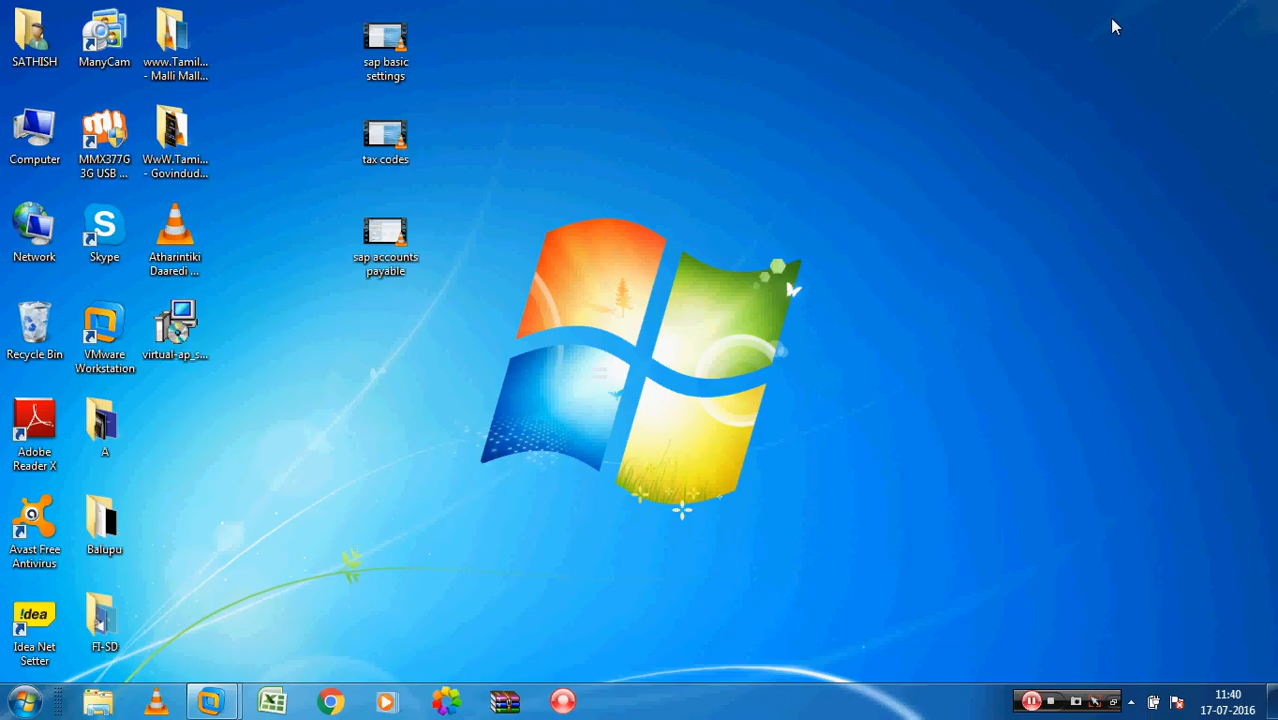 SATHISH
ManyCam
www.Tamil...
- Malli Mall...
sap basic
settings
Computer
MMX377G
3G USB ...
WwW.Tami...
- Govindud...
tax codes
Network
S
Skype
Atharintiki
Daaredi ...
sap accounts
payable
Recycle Bin
VMware
Workstation
virtual-ap_s...
Adobe
Reader X
A
Avast Free
Antivirus
Balupu
!dea
Idea Net
Setter
FI-SD
11:40
17-07-2016